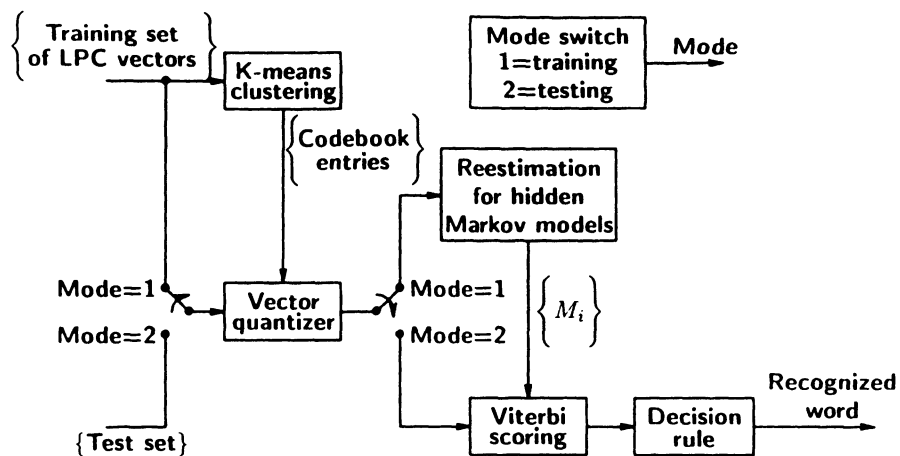 {Training set
of LPC vectors}
K-means
clustering
Mode switch
1=training
2=testing
Mode
{Codebook
entries}
Reestimation
for hidden
Markov models
Mode=1
Mode=2
Vector
quantizer
Mode=1
Mode=2
{M_i}
{Test set}
Viterbi
scoring
Decision
rule
Recognized
word